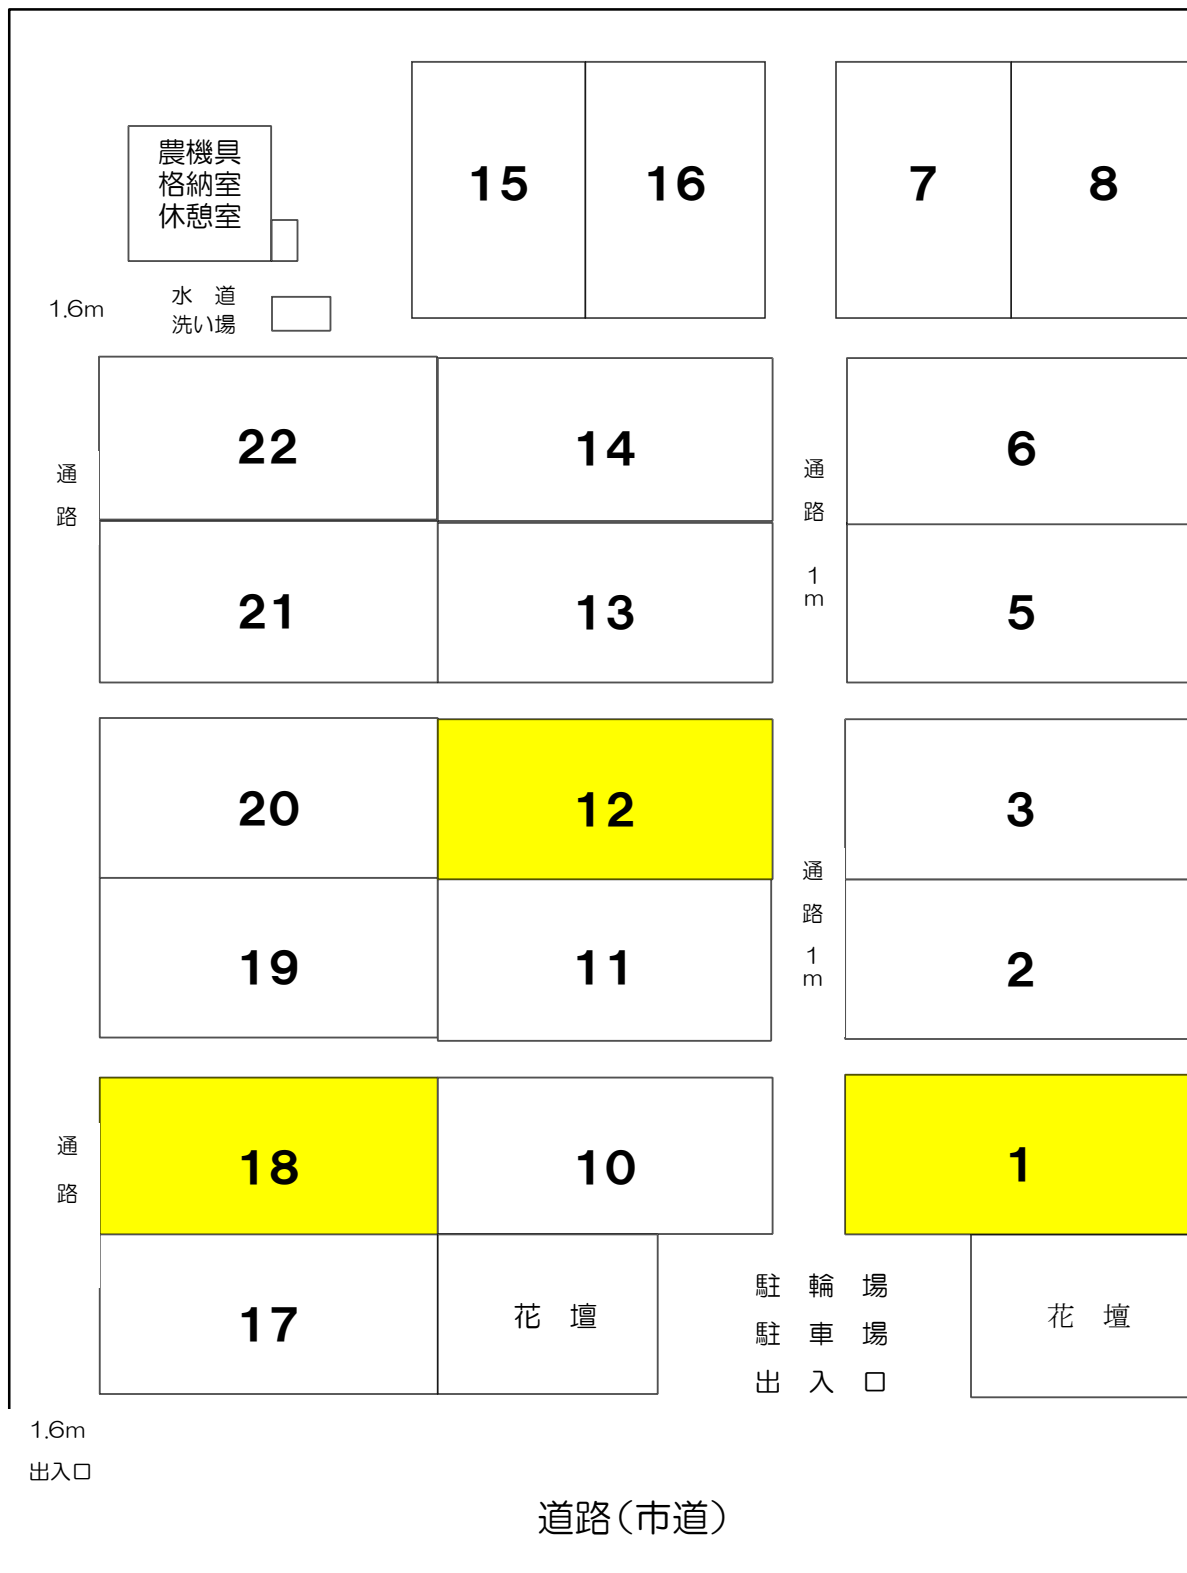 15
16
7
8
農機具
格納室
休憩室
1.6m
水　道
洗い場
22
14
6
通
路
通
路
1
m
21
13
5
20
12
3
19
11
2
通
路
1
m
18
10
1
通
路
17
花　壇
駐　輪　場
駐　車　場
出　入　口
花　壇
1.6m
出入口
道路（市道）